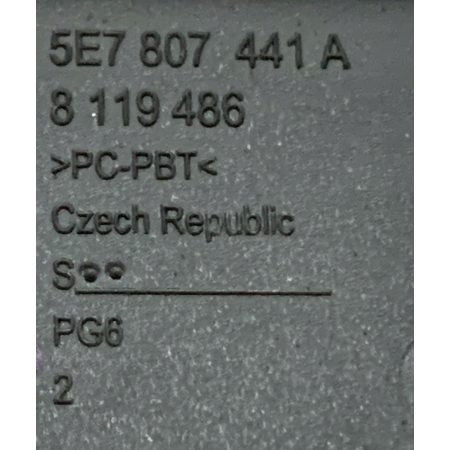 5E7 807 441 A
8 119 486
>PC-PBT<
Czech Republic
S
PG6
2